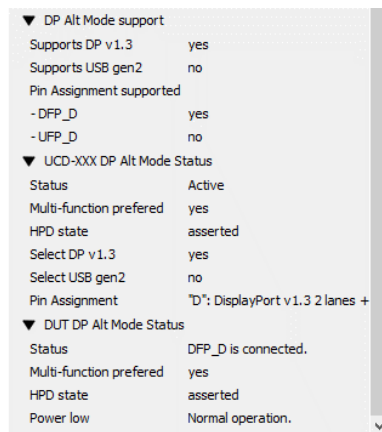 DP Alt Mode support
Supports DP v1.3 yes
Supports USB gen2 no
Pin Assignment supported
- DFP_D yes
- UFP_D no
UCD-XXX DP Alt Mode Status
Status Active
Multi-function prefered yes
HPD state asserted
Select DP v1.3 yes
Select USB gen2 no
Pin Assignment "D": DisplayPort v1.3 2 lanes +
DUT DP Alt Mode Status
Status DFP_D is connected.
Multi-function prefered yes
HPD state asserted
Power low Normal operation.